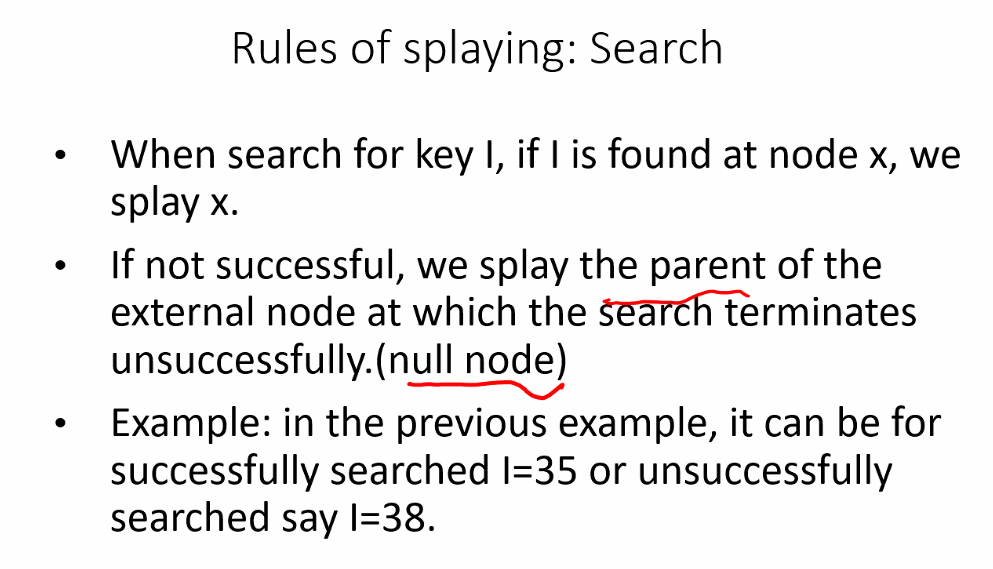 Rules of splaying: Search
• When search for key I, if I is found at node x, we
splay x.
• If not successful, we splay the parent of the
external node at which the search terminates
unsuccessfully.(null node)
• Example: in the previous example, it can be for
successfully searched I=35 or unsuccessfully
searched say I=38.